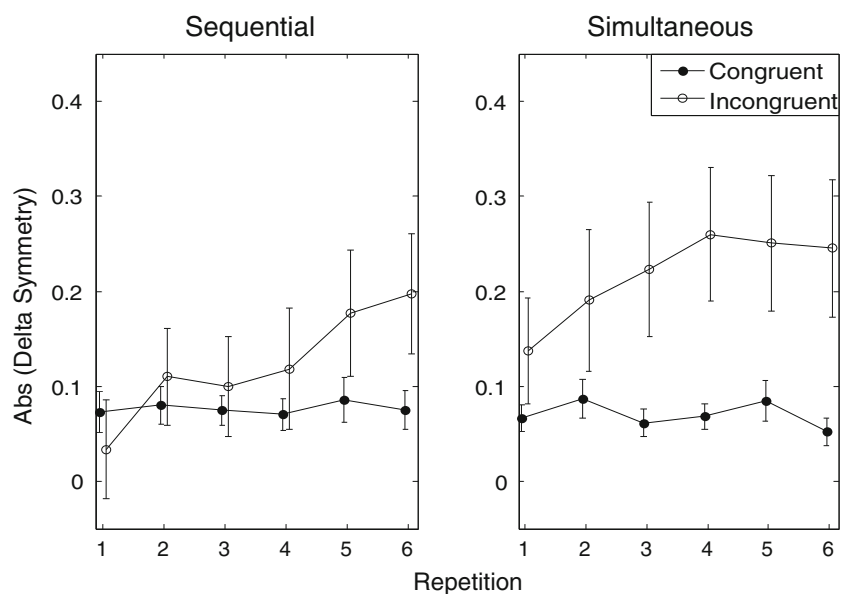 Sequential
Simultaneous
Congruent
Incongruent
Abs (Delta Symmetry)
0.4
0.3
0.2
0.1
0
1 2 3 4 5 6
0.4
0.3
0.2
0.1
0
1 2 3 4 5 6
Repetition